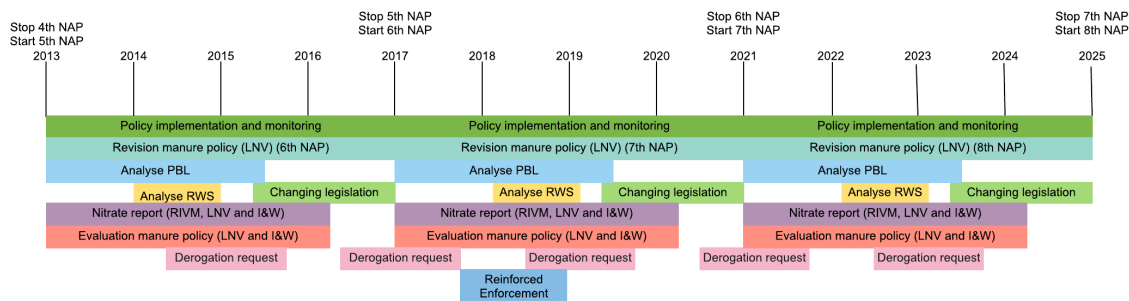 Stop 4th NAP
Start 5th NAP
Stop 5th NAP
Start 6th NAP
Stop 6th NAP
Start 7th NAP
Stop 7th NAP
Start 8th NAP
2013 2014 2015 2016 2017 2018 2019 2020 2021 2022 2023 2024 2025
Policy implementation and monitoring Policy implementation and monitoring Policy implementation and monitoring
Revision manure policy (LNV) (6th NAP) Revision manure policy (LNV) (7th NAP) Revision manure policy (LNV) (8th NAP)
Analyse PBL Analyse PBL Analyse PBL
Analyse RWS Changing legislation Analyse RWS Changing legislation Analyse RWS Changing legislation
Nitrate report (RIVM, LNV and I&W) Nitrate report (RIVM, LNV and I&W) Nitrate report (RIVM, LNV and I&W)
Evaluation manure policy (LNV and I&W) Evaluation manure policy (LNV and I&W) Evaluation manure policy (LNV and I&W)
Derogation request Derogation request Derogation request Derogation request Derogation request
Reinforced
Enforcement